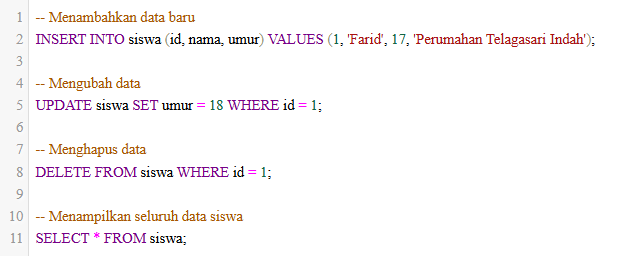 1 -- Menambahkan data baru
2 INSERT INTO siswa (id, nama, umur) VALUES (1, 'Farid', 17, 'Perumahan Telagasari Indah');
3
4 -- Mengubah data
5 UPDATE siswa SET umur = 18 WHERE id = 1;
6
7 -- Menghapus data
8 DELETE FROM siswa WHERE id = 1;
9
10 -- Menampilkan seluruh data siswa
11 SELECT * FROM siswa;